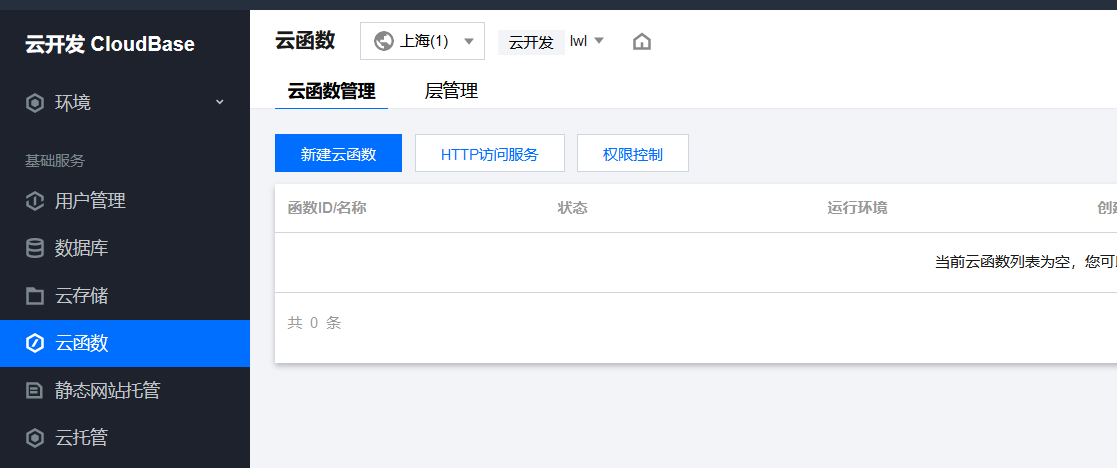 云开发 CloudBase
环境
基础服务
用户管理
数据库
云存储
云函数
静态网站托管
云托管
云函数 上海(1) 云开发 lwl
云函数管理 层管理
新建云函数 HTTP访问服务 权限控制
函数ID/名称 状态 运行环境 创
当前云函数列表为空，您可
共 0 条